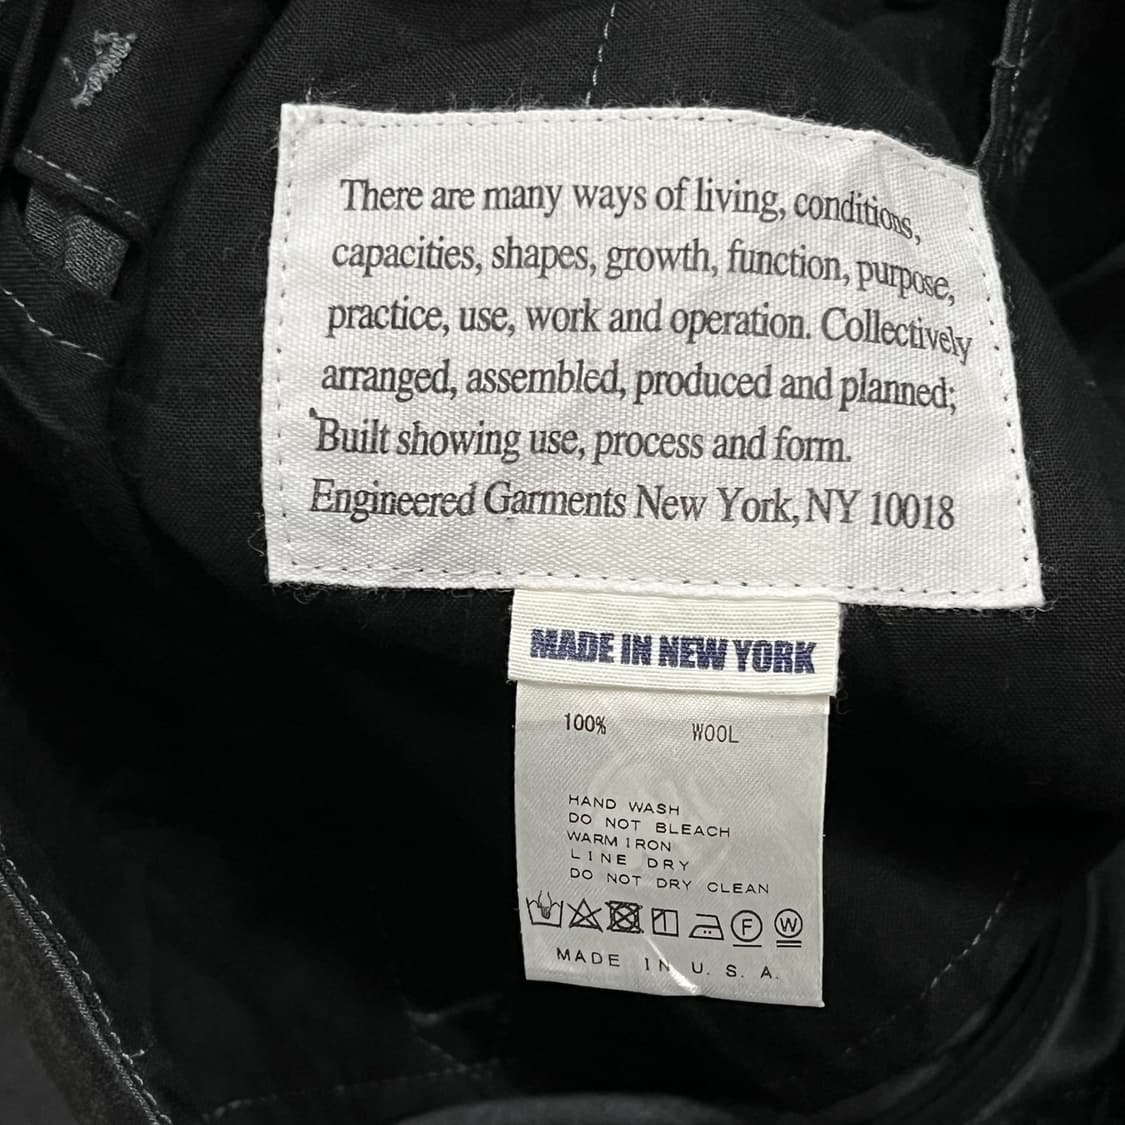 There are many ways of living, conditions,
capacities, shapes, growth, function, purpose,
practice, use, work and operation. Collectively
arranged, assembled, produced and planned;
Built showing use, process and form.
Engineered Garments New York, NY 10018
MADE IN NEW YORK
100% WOOL
HAND WASH
DO NOT BLEACH
WARM IRON
LINE DRY
DO NOT DRY CLEAN
F W
MADE IN U. S. A.